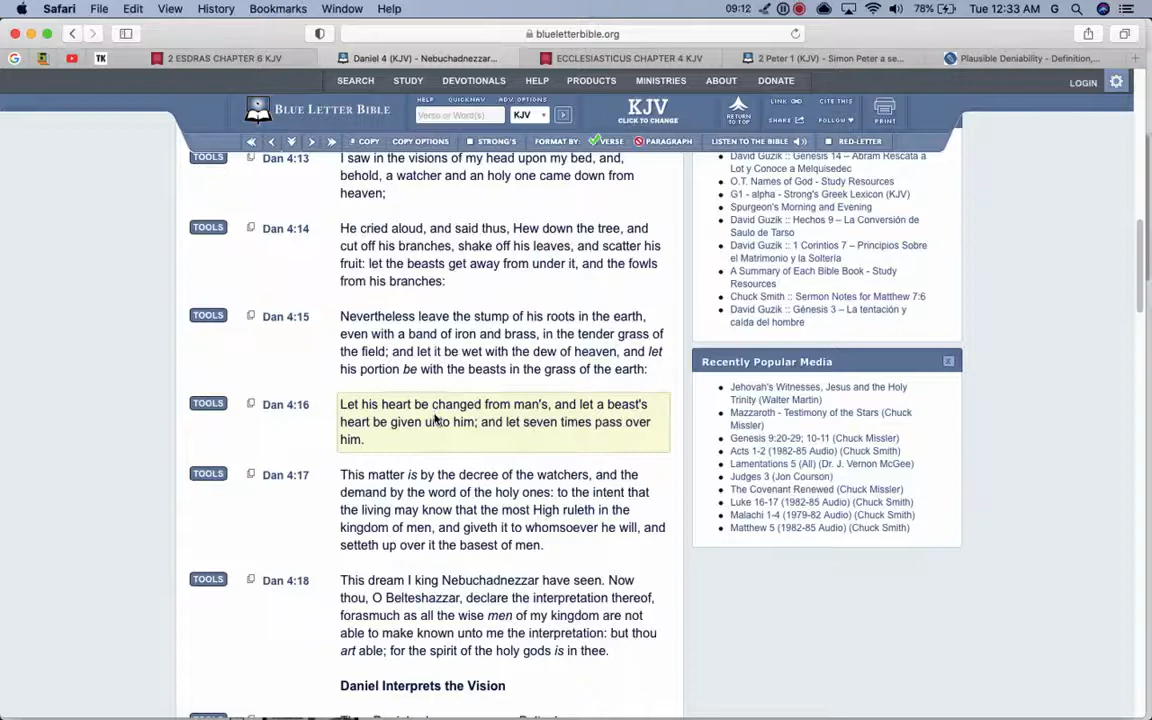 Safari File Edit View History Bookmarks Window Help 09:12 78% Tue 12:33 AM G
blueletterbible.org
TK 2 ESDRAS CHAPTER 6 KJV Daniel 4 (KJV) - Nebuchadnezzar... ECCLESIASTICUS CHAPTER 4 KJV 2 Peter 1 (KJV) - Simon Peter a se... Plausible Deniability - Definition,...
SEARCH STUDY DEVOTIONALS HELP PRODUCTS MINISTRIES ABOUT DONATE LOGIN
BLUE LETTER BIBLE
HELP QUICKNAV ADV. OPTIONS
Verse or Word(s) KJV
KJV
CLICK TO CHANGE
RETURN
TO TOP
LINK CITE THIS
SHARE FOLLOW
PRINT
COPY COPY OPTIONS STRONG'S FORMAT BY: VERSE PARAGRAPH LISTEN TO THE BIBLE RED-LETTER
TOOLS Dan 4:13 I saw in the visions of my head upon my bed, and,
behold, a watcher and an holy one came down from
heaven;
TOOLS Dan 4:14 He cried aloud, and said thus, Hew down the tree, and
cut off his branches, shake off his leaves, and scatter his
fruit: let the beasts get away from under it, and the fowls
from his branches:
TOOLS Dan 4:15 Nevertheless leave the stump of his roots in the earth,
even with a band of iron and brass, in the tender grass of
the field; and let it be wet with the dew of heaven, and let
his portion be with the beasts in the grass of the earth:
TOOLS Dan 4:16 Let his heart be changed from man's, and let a beast's
heart be given unto him; and let seven times pass over
him.
TOOLS Dan 4:17 This matter is by the decree of the watchers, and the
demand by the word of the holy ones: to the intent that
the living may know that the most High ruleth in the
kingdom of men, and giveth it to whomsoever he will, and
setteth up over it the basest of men.
TOOLS Dan 4:18 This dream I king Nebuchadnezzar have seen. Now
thou, O Belteshazzar, declare the interpretation thereof,
forasmuch as all the wise men of my kingdom are not
able to make known unto me the interpretation: but thou
art able; for the spirit of the holy gods is in thee.
Daniel Interprets the Vision
David Guzik :: Genesis 14 – Abram Rescata a
Lot y Conoce a Melquisedec
O.T. Names of God - Study Resources
G1 - alpha - Strong's Greek Lexicon (KJV)
Spurgeon's Morning and Evening
David Guzik :: Hechos 9 – La Conversión de
Saulo de Tarso
David Guzik :: 1 Corintios 7 – Principios Sobre
el Matrimonio y la Soltería
A Summary of Each Bible Book - Study
Resources
Chuck Smith :: Sermon Notes for Matthew 7:6
David Guzik :: Génesis 3 – La tentación y
caída del hombre
Recently Popular Media
Jehovah's Witnesses, Jesus and the Holy
Trinity (Walter Martin)
Mazzaroth - Testimony of the Stars (Chuck
Missler)
Genesis 9:20-29; 10-11 (Chuck Missler)
Acts 1-2 (1982-85 Audio) (Chuck Smith)
Lamentations 5 (All) (Dr. J. Vernon McGee)
Judges 3 (Jon Courson)
The Covenant Renewed (Chuck Missler)
Luke 16-17 (1982-85 Audio) (Chuck Smith)
Malachi 1-4 (1979-82 Audio) (Chuck Smith)
Matthew 5 (1982-85 Audio) (Chuck Smith)